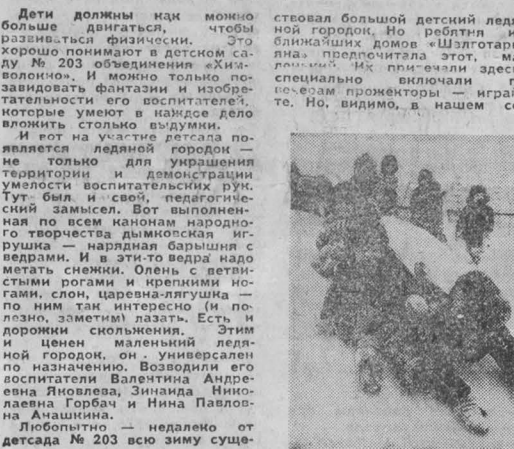 Дети должны как можно
больше двигаться, чтобы
развиваться физически. Это
хорошо понимают в детском са-
ду № 203 объединения «Хим-
волокно». И можно только по-
завидовать фантазии и изобре-
тательности его воспитателей,
которые умеют в каждое дело
вложить столько выдумки.
И вот на участке детсада по-
является ледяной городок —
не только для украшения
территории и демонстрации
умелости воспитательских рук.
Тут был и свой, педагогиче-
ский замысел. Вот выполнен-
ная по всем канонам народно-
го творчества дымковская иг-
рушка — нарядная барышня с
ведрами. И в эти-то ведра надо
метать снежки. Олень с ветви-
стыми рогами и крепкими но-
гами, слон, царевна-лягушка —
по ним так интересно (и по-
лезно, заметим) лазать. Есть и
дорожки скольжения. Этим
и ценен маленький ледя-
ной городок, он универсален
по назначению. Возводили его
воспитатели Валентина Андре-
евна Яковлева, Зинаида Нико-
лаевна Горбач и Нина Павлов-
на Ачашкина.
Любопытно — недалеко от
детсада № 203 всю зиму суще-
ствовал большой детский ледя
ной городок. Но ребятня и
ближайших домов «Шалготар
яна» предпочитала этот, м
Их примечали здес
специально включали п
вечерам прожекторы — играй
те. Но, видимо, в нашем с